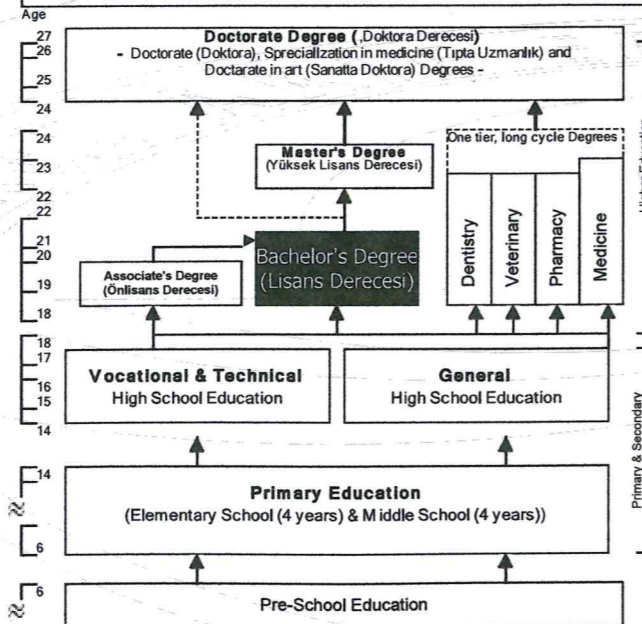 Age
27
26
25
24
Doctorate Degree (,Doktora Derecesi)
- Doctorate (Doktora), Sprecialization in medicine (Tıpta Uzmanlık) and
Doctarate in art (Sanatta Doktora) Degrees -
24
23
22
Master's Degree
(Yüksek Lisans Derecesi)
One tier, long cycle Degrees
22
21
20
19
18
Associate's Degree
(Önlisans Derecesi)
Bachelor's Degree
(Lisans Derecesi)
Dentistry
Veterinary
Pharmacy
Medicine
18
17
16
15
14
Vocational & Technical
High School Education
General
High School Education
Primary & Secondary
14
6
Primary Education
(Elementary School (4 years) & Middle School (4 years))
6
Pre-School Education